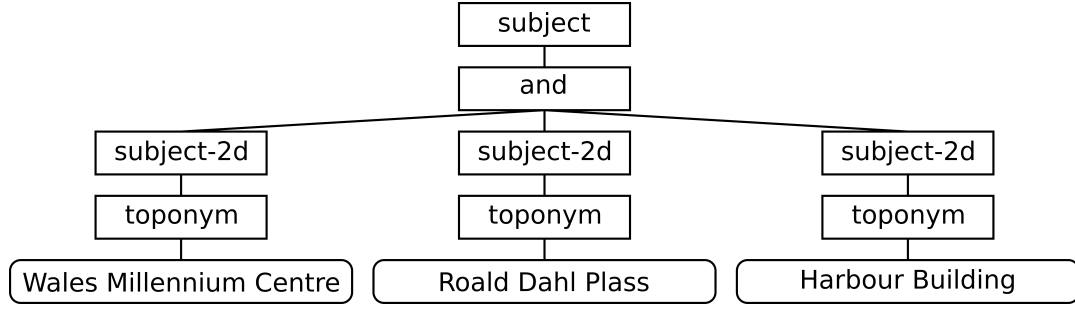 subject
and
subject-2d subject-2d subject-2d
toponym toponym toponym
Wales Millennium Centre Roald Dahl Plass Harbour Building